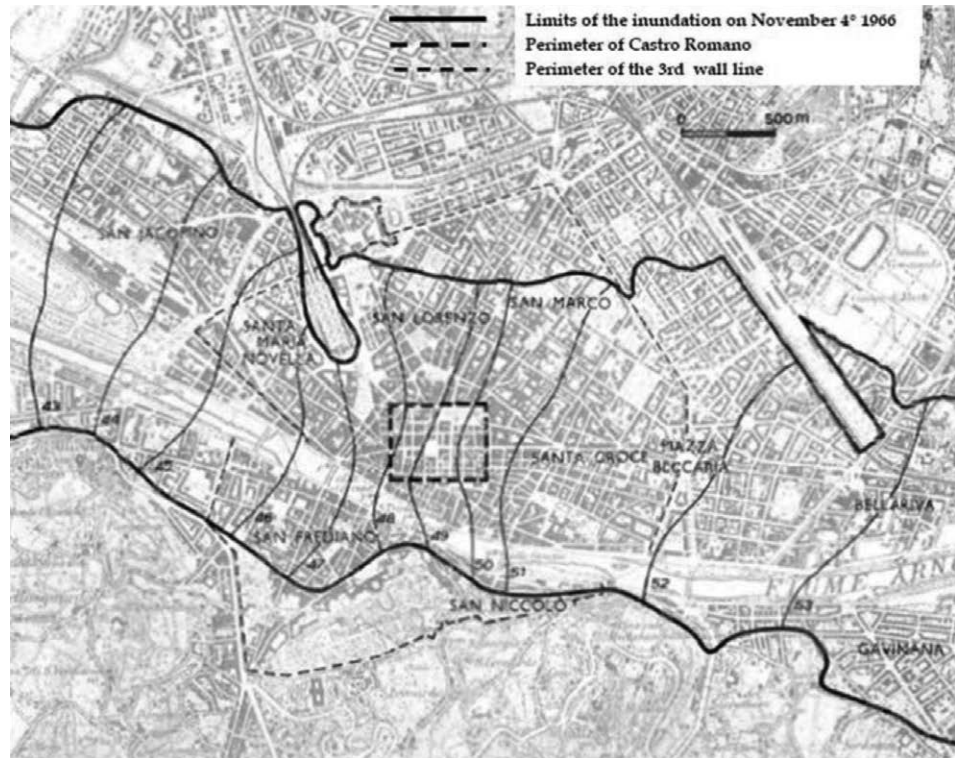 Limits of the inundation on November 4° 1966
Perimeter of Castro Romano
Perimeter of the 3rd wall line
0 500 m
SAN JACOPINO
SANTA
MARIA
NOVELLA
SAN LORENZO
SAN MARCO
SANTA CROCE
PIAZZA
BECCARIA
BELLARIVA
43
44
45
46
47
48
49
50
51
52
53
SAN FREDIANO
SAN NICCOLO
FIUME ARNO
GAVINANA